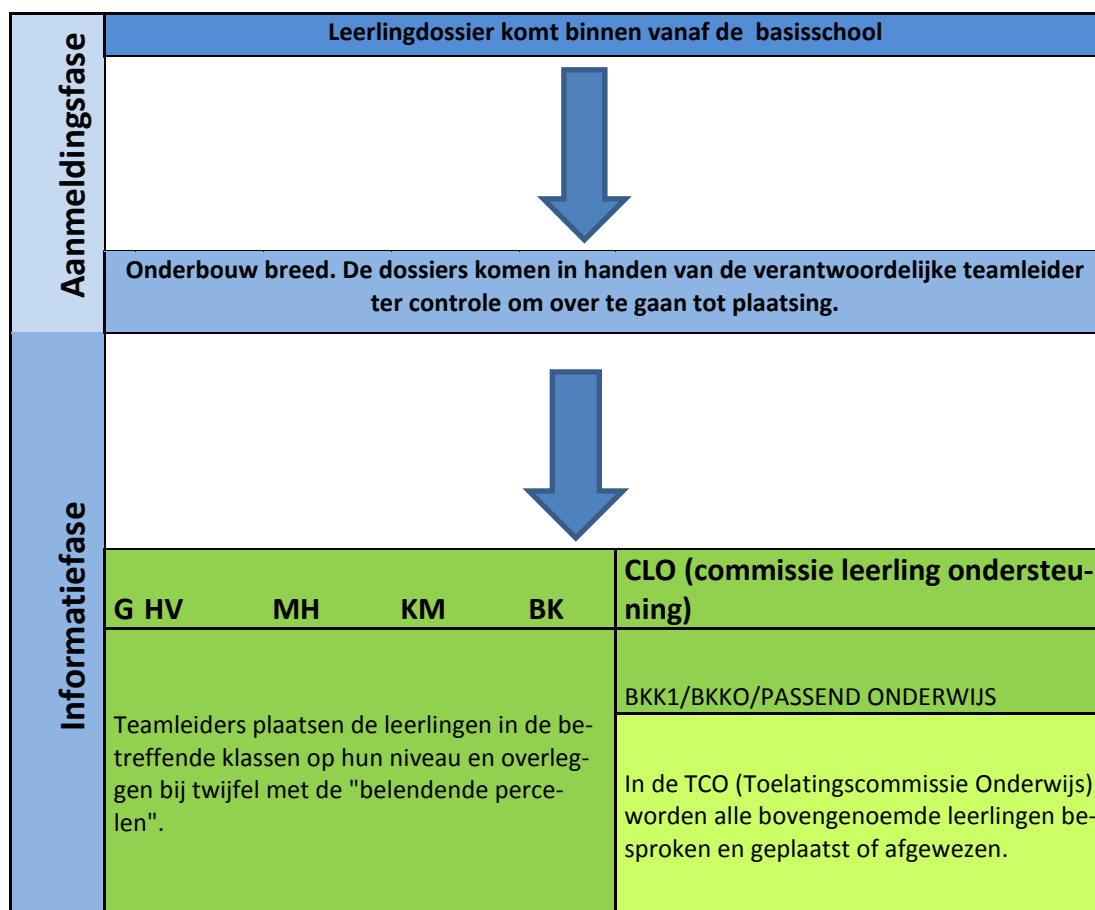 Aanmeldingsfase
Leerlingdossier komt binnen vanaf de basisschool
Onderbouw breed. De dossiers komen in handen van de verantwoordelijke teamleider
ter controle om over te gaan tot plaatsing.
Informatiefase
G HV MH KM BK
Teamleiders plaatsen de leerlingen in de be-
treffende klassen op hun niveau en overleg-
gen bij twijfel met de "belendende perce-
len".
CLO (commissie leerling ondersteu-
ning)
BKK1/BKKO/PASSEND ONDERWIJS
In de TCO (Toelatingscommissie Onderwijs)
worden alle bovengenoemde leerlingen be-
sproken en geplaatst of afgewezen.